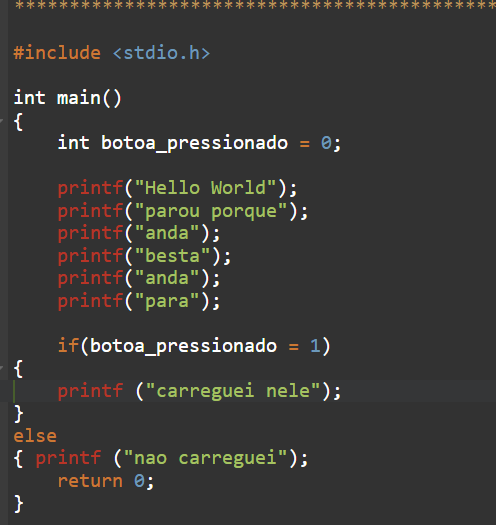 ********************************************
#include <stdio.h>
int main()
{
    int botoa_pressionado = 0;
    printf("Hello World");
    printf("parou porque");
    printf("anda");
    printf("besta");
    printf("anda");
    printf("para");
    if(botoa_pressionado = 1)
{
    printf ("carreguei nele");
}
else
{ printf ("nao carreguei");
    return 0;
}